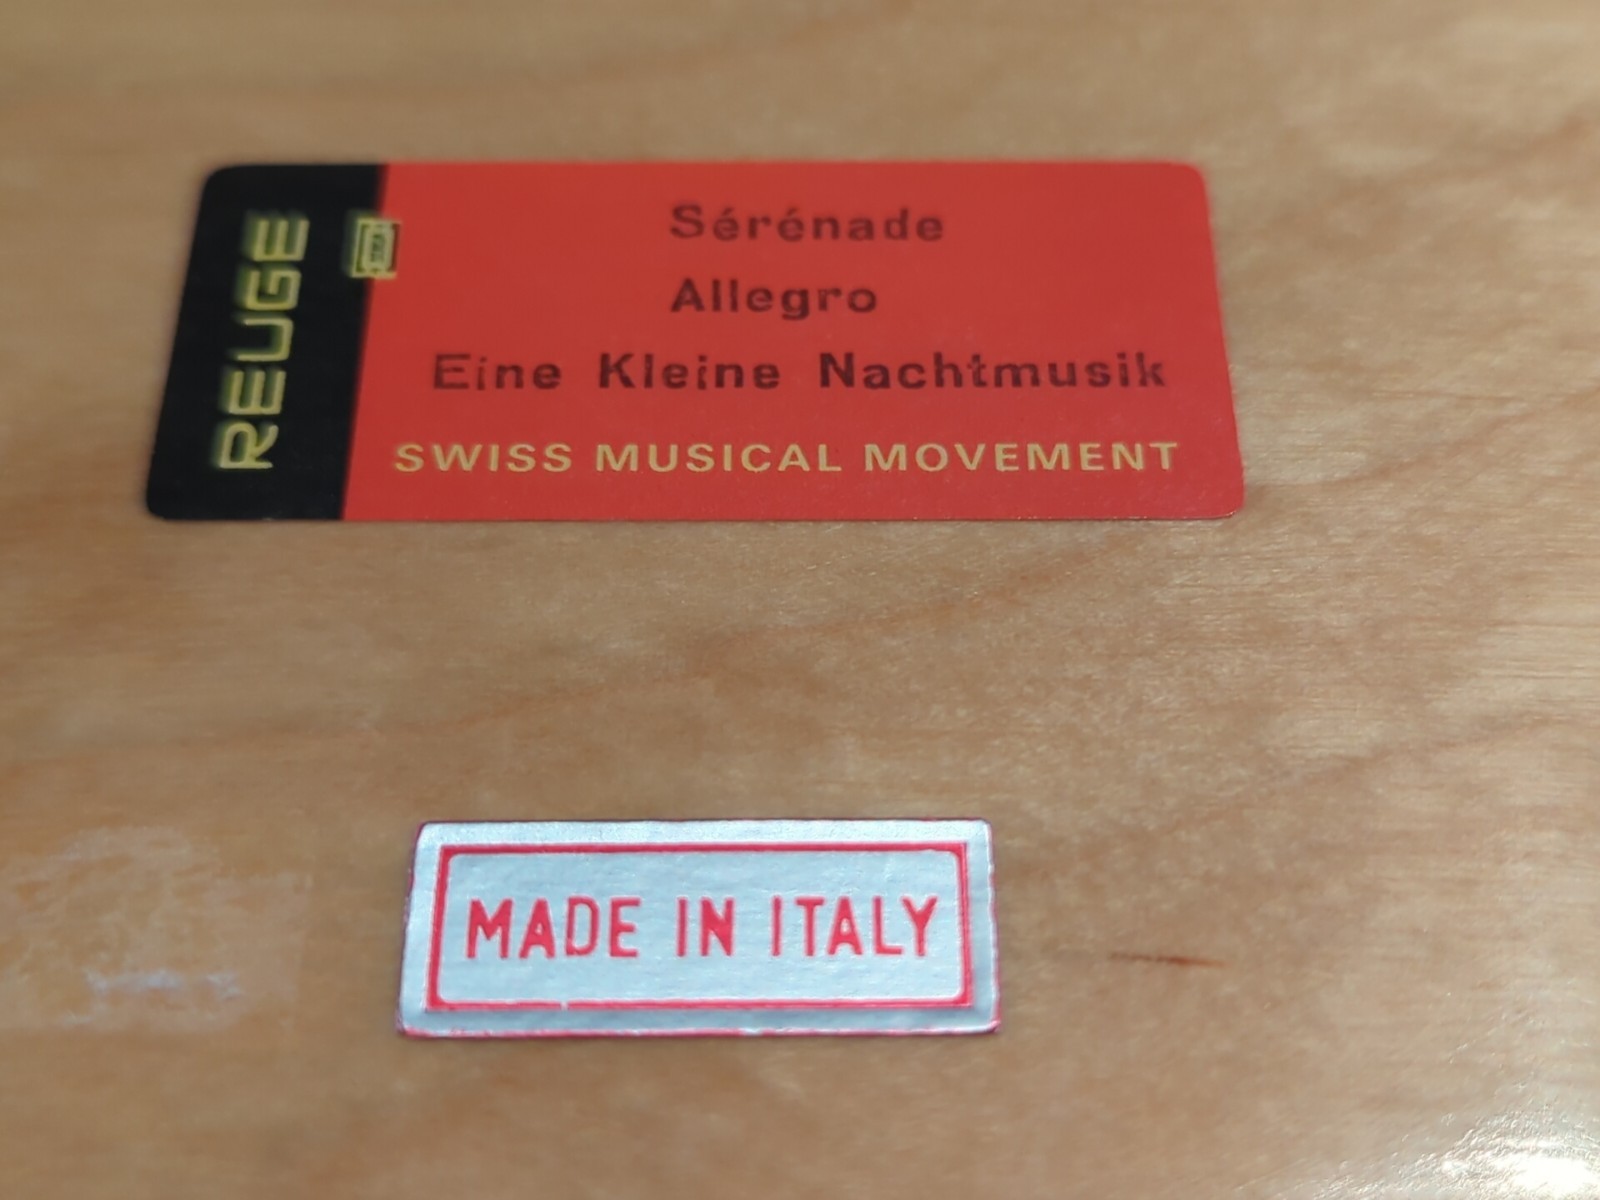 REUGE
Sérénade
Allegro
Eine Kleine Nachtmusik
SWISS MUSICAL MOVEMENT
MADE IN ITALY